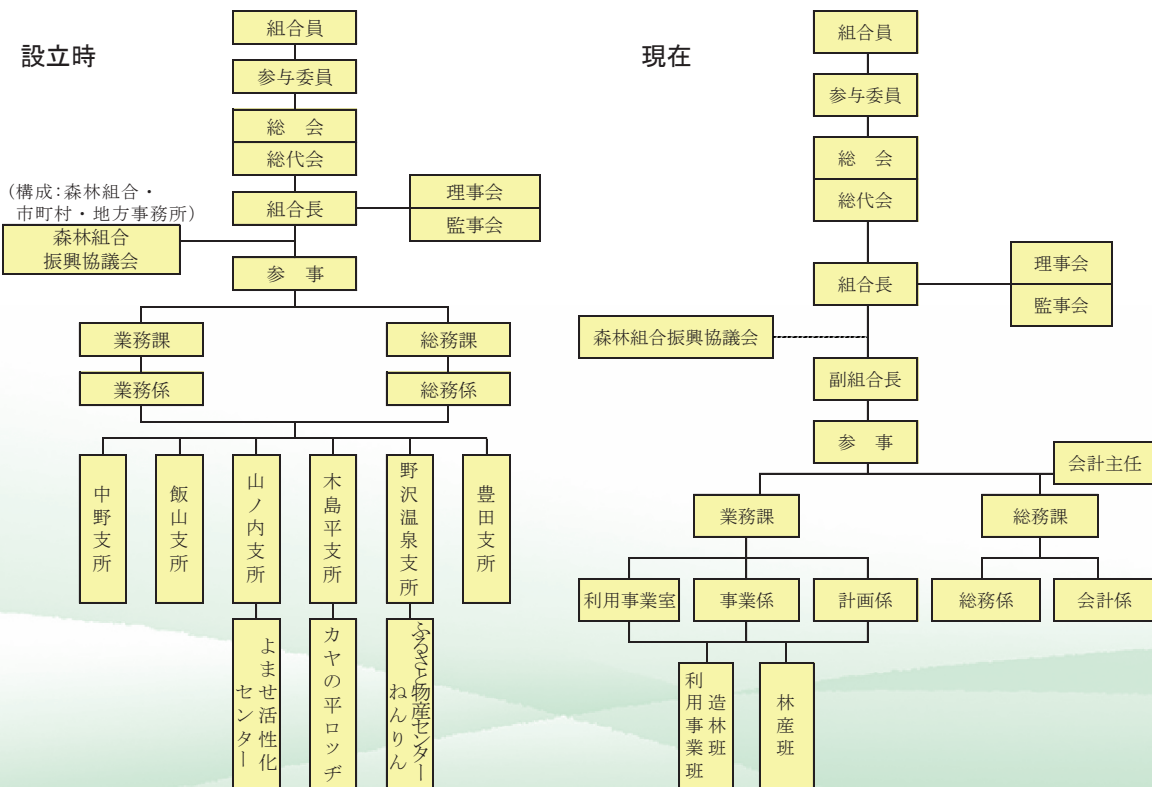 設立時
組合員
参与委員
総　会
総代会
(構成:森林組合・
市町村・地方事務所)
組合長
理事会
監事会
森林組合
振興協議会
参　事
業務課
総務課
業務係
総務係
中野支所
飯山支所
山ノ内支所
木島平支所
野沢温泉支所
豊田支所
よませ活性化
センター
カヤの平ロッヂ
ふるさと物産センター
ねんりん
現在
組合員
参与委員
総　会
総代会
組合長
理事会
監事会
森林組合振興協議会
副組合長
参　事
会計主任
業務課
総務課
利用事業室
事業係
計画係
総務係
会計係
造林班
利用事業班
林産班